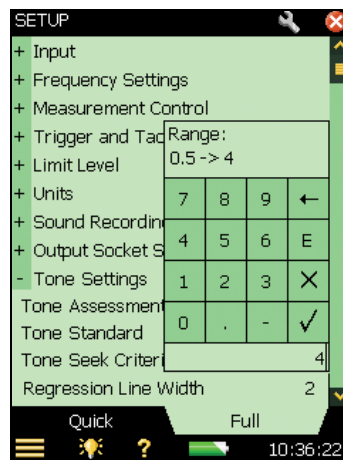 SETUP
+ Input
+ Frequency Settings
+ Measurement Control
+ Trigger and Tac
+ Limit Level
+ Units
+ Sound Recordin
+ Output Socket S
- Tone Settings
Tone Assessment
Tone Standard
Tone Seek Criteri
4
Regression Line Width 2
Range:
0.5 -> 4
7 8 9 ←
4 5 6 E
1 2 3 X
0 . - √
Quick Full
? 10:36:22